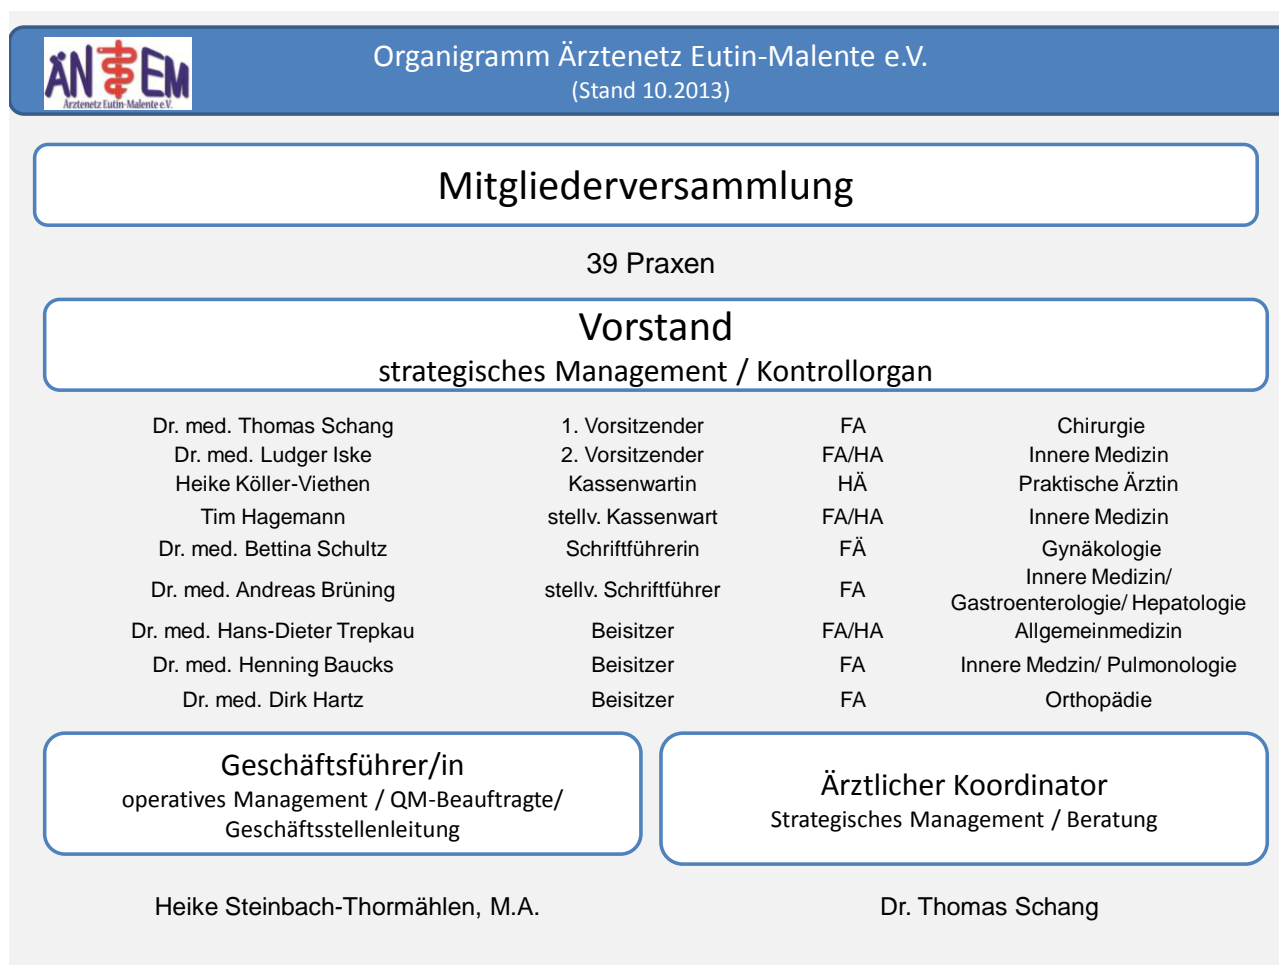 ÄN EM
Ärztenetz Eutin-Malente e.V.
Organigramm Ärztenetz Eutin-Malente e.V.
(Stand 10.2013)
Mitgliederversammlung
39 Praxen
Vorstand
strategisches Management / Kontrollorgan
Dr. med. Thomas Schang 1. Vorsitzender FA Chirurgie
Dr. med. Ludger Iske 2. Vorsitzender FA/HA Innere Medizin
Heike Köller-Viethen Kassenwartin HÄ Praktische Ärztin
Tim Hagemann stellv. Kassenwart FA/HA Innere Medizin
Dr. med. Bettina Schultz Schriftführerin FÄ Gynäkologie
Dr. med. Andreas Brüning stellv. Schriftführer FA Innere Medizin/
Gastroenterologie/ Hepatologie
Dr. med. Hans-Dieter Trepkau Beisitzer FA/HA Allgemeinmedizin
Dr. med. Henning Baucks Beisitzer FA Innere Medzin/ Pulmonologie
Dr. med. Dirk Hartz Beisitzer FA Orthopädie
Geschäftsführer/in
operatives Management / QM-Beauftragte/
Geschäftsstellenleitung
Ärztlicher Koordinator
Strategisches Management / Beratung
Heike Steinbach-Thormählen, M.A.
Dr. Thomas Schang